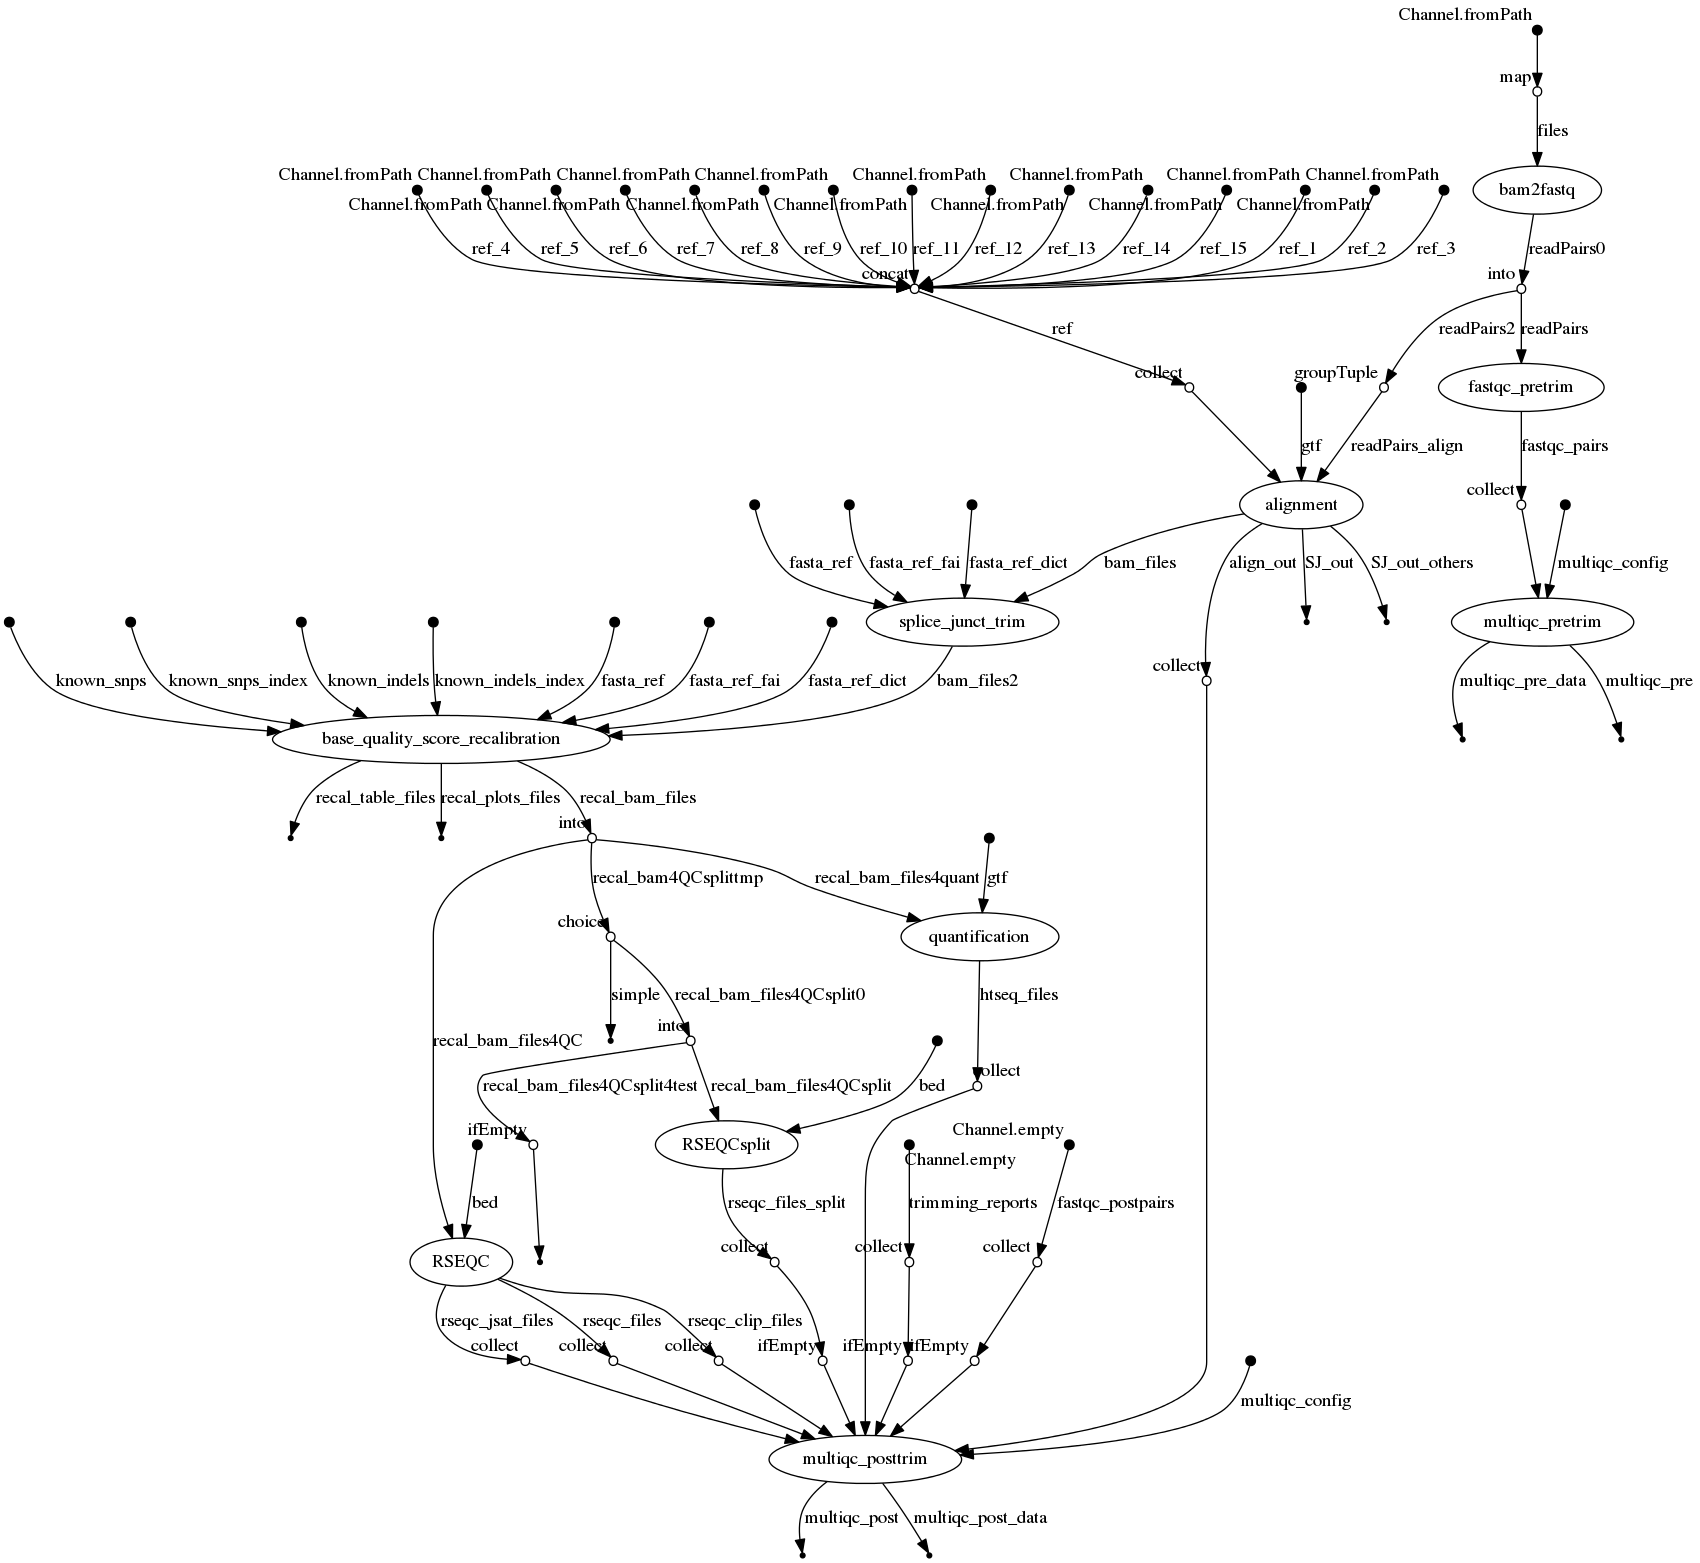 Channel.fromPath
map
files
Channel.fromPath Channel.fromPath Channel.fromPath Channel.fromPath Channel.fromPath Channel.fromPath Channel.fromPath Channel.fromPath
bam2fastq
Channel.fromPath Channel.fromPath Channel.fromPath Channel.fromPath Channel.fromPath Channel.fromPath Channel.fromPath
ref_4 ref_5 ref_6 ref_7 ref_8 ref_9 ref_10 ref_11 ref_12 ref_13 ref_14 ref_15 ref_1 ref_2 ref_3 readPairs0
concat into
ref readPairs2 readPairs
collect groupTuple
fastqc_pretrim
gtf readPairs_align fastqc_pairs
collect
alignment
fasta_ref fasta_ref_fai fasta_ref_dict bam_files align_out SJ_out SJ_out_others multiqc_config
splice_junct_trim multiqc_pretrim
collect
known_snps known_snps_index known_indels known_indels_index fasta_ref fasta_ref_fai fasta_ref_dict bam_files2 multiqc_pre_data multiqc_pre
base_quality_score_recalibration
recal_table_files recal_plots_files recal_bam_files
into
recal_bam4QCsplittmp recal_bam_files4quant gtf
choice
quantification
simple recal_bam_files4QCsplit0 htseq_files
into
recal_bam_files4QC
collect
recal_bam_files4QCsplit4test recal_bam_files4QCsplit bed
ifEmpty Channel.empty
RSEQCsplit
Channel.empty
bed rseqc_files_split trimming_reports fastqc_postpairs
collect collect collect
RSEQC
rseqc_jsat_files rseqc_files rseqc_clip_files
collect collect collect ifEmpty ifEmpty ifEmpty
multiqc_config
multiqc_posttrim
multiqc_post multiqc_post_data